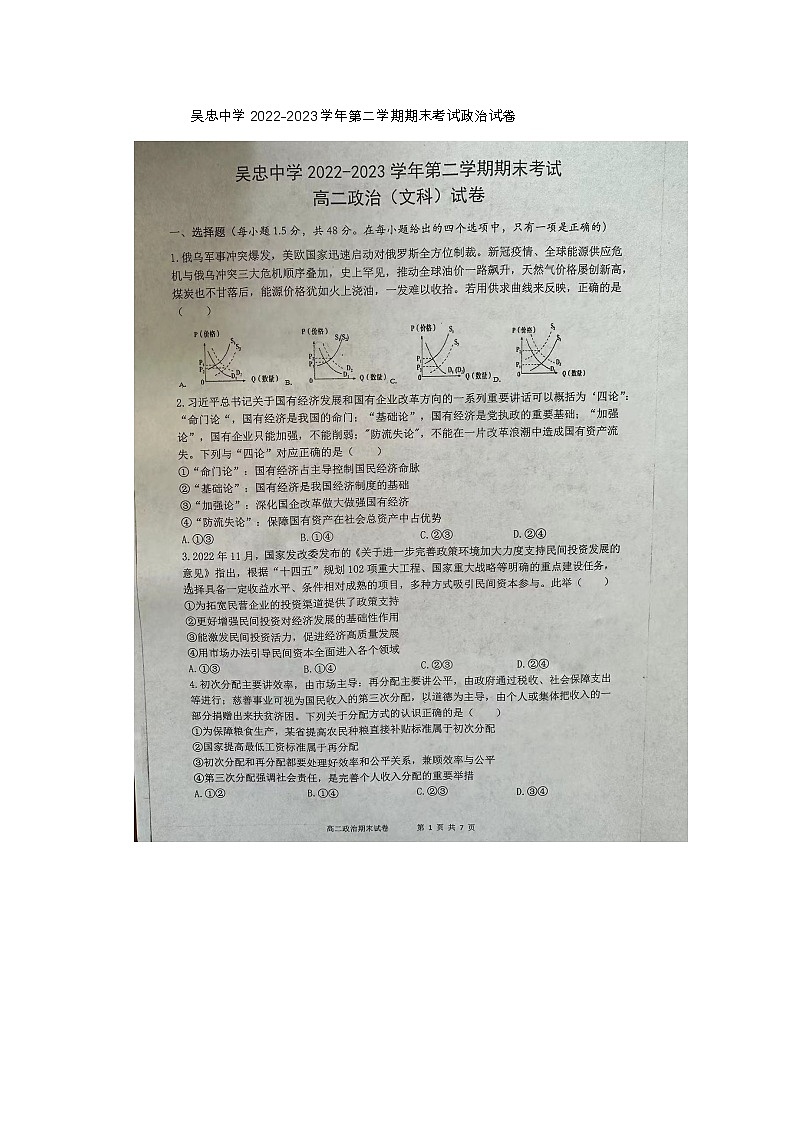 吴忠中学 2022-2023学年第二学期期末考试政治试卷
吴忠中学 2022-2023 学年第二学期期末考试
高二政治（文科）试卷
一、选择题（每小题 1.5 分，共 48 分。在每小题给出的四个选项中，只有一项是正确的）
1.俄乌军事冲突爆发，美欧国家迅速启动对俄罗斯全方位制裁。新冠疫情、全球能源供应危
机与俄乌冲突三大危机顺序叠加，史上罕见，推动全球油价一路飙升，天然气价格屡创新高，
煤炭也不甘落后，能源价格犹如火上浇油，一发难以收拾。若用供求曲线来反映，正确的是
（ ）
P（价格） P（价格） P（价格） P（价格）
A. 0 Q（数量） B. 0 Q（数量） C. 0 Q（数量） D. 0 Q（数量）
2.习近平总书记关于国有经济发展和国有企业改革方向的一系列重要讲话可以概括为‘四论”：
“命门论“，国有经济是我国的命门；“基础论”，国有经济是党执政的重要基础；“加强
论”，国有企业只能加强，不能削弱；"防流失论"，不能在一片改革浪潮中造成国有资产流
失。下列与“四论”对应正确的是（ ）
①“命门论”：国有经济占主导控制国民经济命脉
②“基础论”：国有经济是我国经济制度的基础
③“加强论”：深化国企改革做大做强国有经济
④“防流失论”：保障国有资产在社会总资产中占优势
A.①③ B.①④ C.②③ D.②④
3.2022 年 11 月，国家发改委发布的《关于进一步完善政策环境加大力度支持民间投资发展的
意见》指出，根据“十四五”规划 102 项重大工程、国家重大战略等明确的重点建设任务，
选择具备一定收益水平、条件相对成熟的项目，多种方式吸引民间资本参与。此举（ ）
①为拓宽民营企业的投资渠道提供了政策支持
②更好增强民间投资对经济发展的基础性作用
③能激发民间投资活力，促进经济高质量发展
④用市场办法引导民间资本全面进入各个领域
A.①③ B.①④ C.②③ D.②④
4.初次分配主要讲效率，由市场主导；再分配主要讲公平，由政府通过税收、社会保障支出
等进行；慈善事业可视为国民收入的第三次分配，以道德为主导，由个人或集体把收入的一
部分捐赠出来扶贫济困。下列关于分配方式的认识正确的是（ ）
①为保障粮食生产，某省提高农民种粮直接补贴标准属于初次分配
②国家提高最低工资标准属于再分配
③初次分配和再分配都要处理好效率和公平关系，兼顾效率与公平
④第三次分配强调社会责任，是完善个人收入分配的重要举措
A.①② B.①④ C.②③ D.③④
高二政治期末试卷 第 1 页 共 7 页